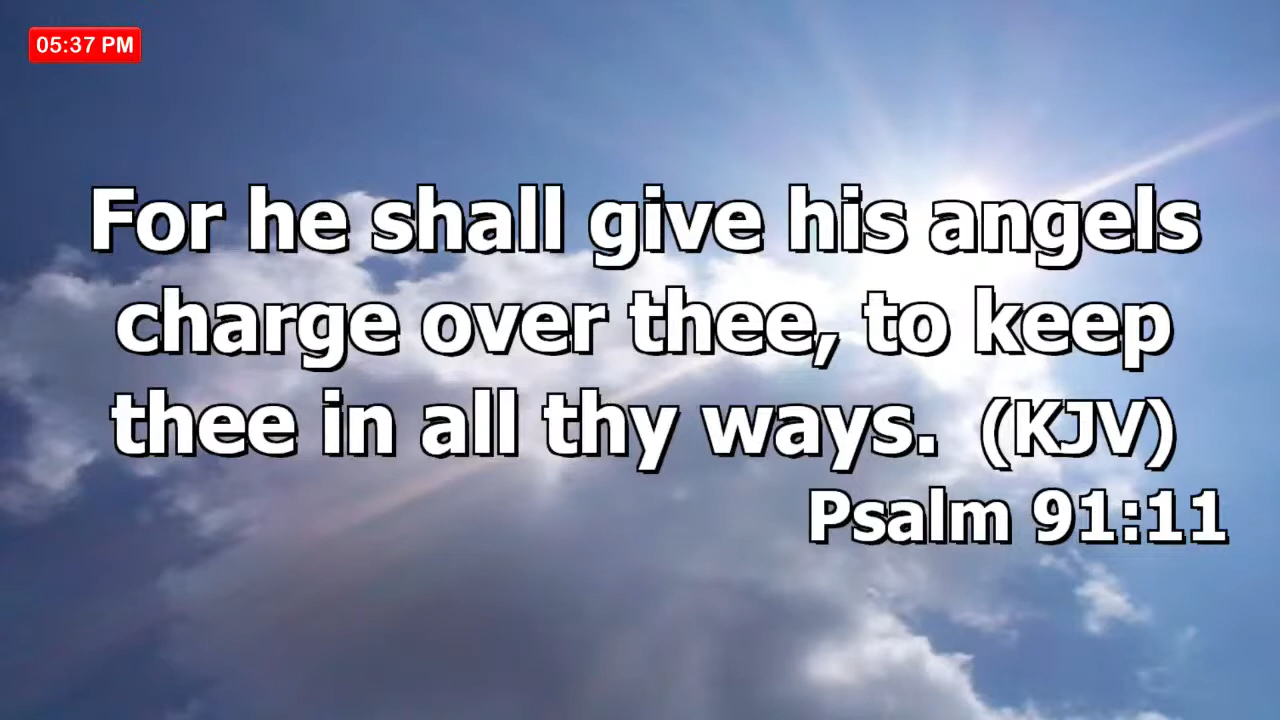 05:37 PM
For he shall give his angels
charge over thee, to keep
thee in all thy ways. (KJV)
Psalm 91:11